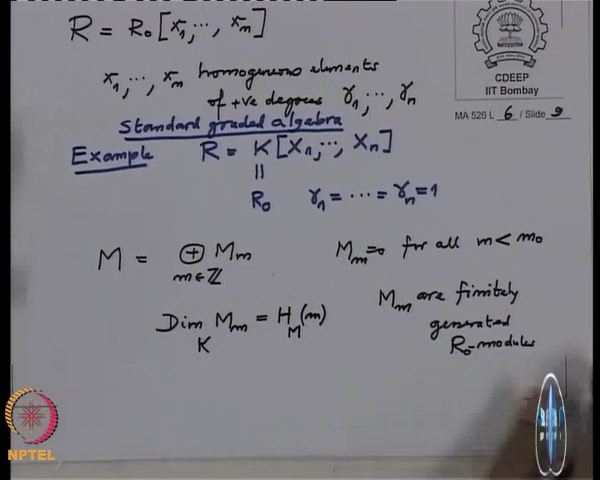 R = R₀[x₁, ⋯, xₙ]
x₁, ⋯, xₙ homogeneous elements
of +ve degrees γ₁, ⋯, γₙ
Standard graded algebra
Example R = K[X₁, ⋯, Xₙ]
||
R₀ γ₁ = ⋯ = γₙ = 1
M = ⊕ Mₘ Mₘ=0 for all m < m₀
m∈ℤ
Mₘ are finitely
generated
R₀-modules
Dim Mₘ = H (m)
K M
CDEEP
IIT Bombay
MA 526 L 6 / Slide 9
NPTEL